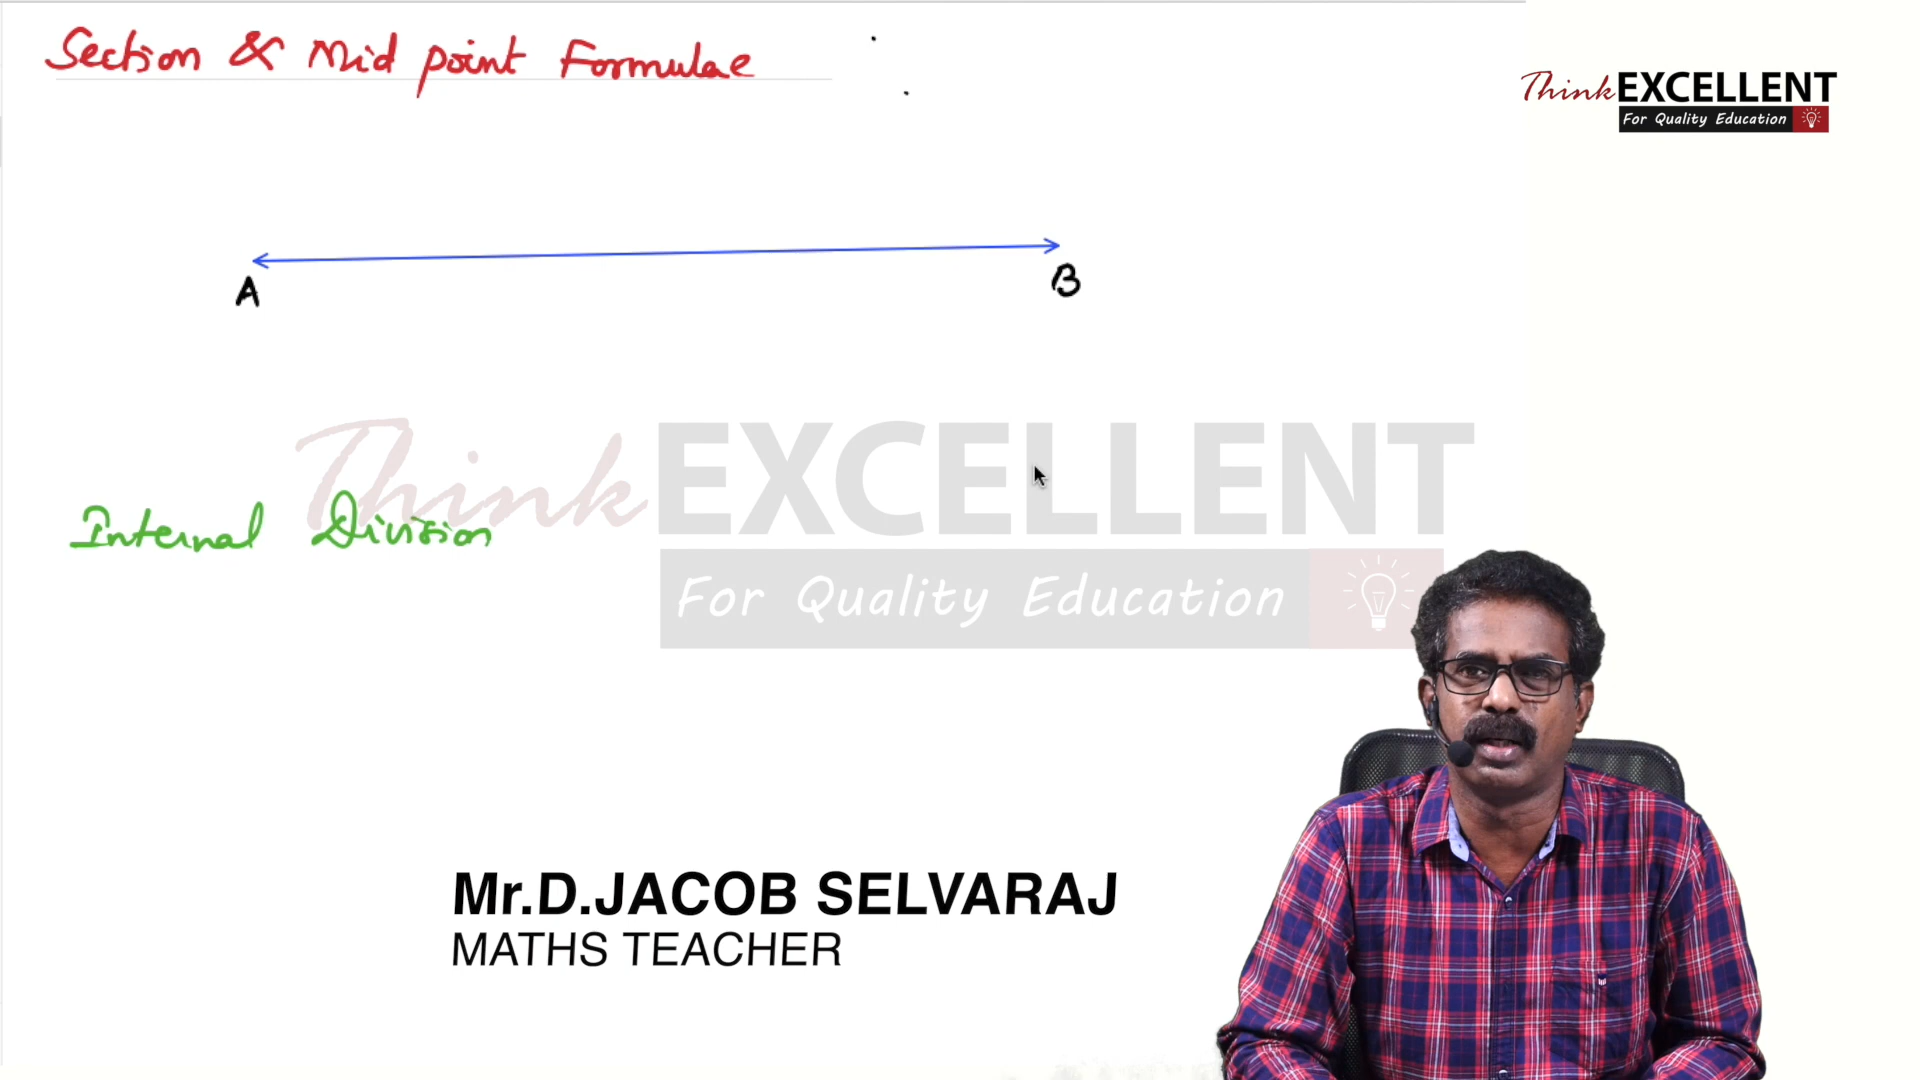 Section & Mid point Formulae
Think EXCELLENT
For Quality Education
A
B
Think EXCELLENT
Internal Division
For Quality Education
Mr.D.JACOB SELVARAJ
MATHS TEACHER